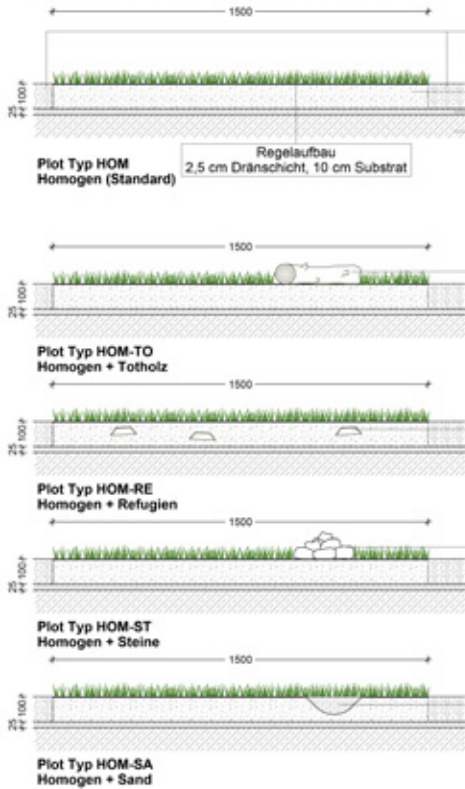 1500
25 100
Plot Typ HOM
Homogen (Standard)
Regelaufbau
2,5 cm Dränschicht, 10 cm Substrat
1500
25 100
Plot Typ HOM-TO
Homogen + Totholz
1500
25 100
Plot Typ HOM-RE
Homogen + Refugien
1500
25 100
Plot Typ HOM-ST
Homogen + Steine
1500
25 100
Plot Typ HOM-SA
Homogen + Sand